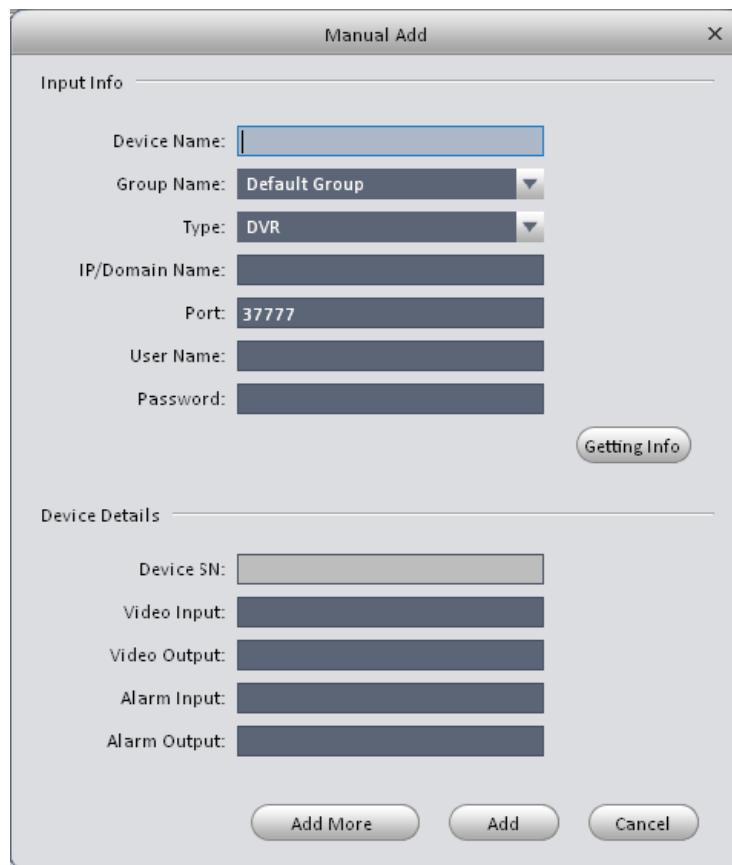 Manual Add
Input Info
Device Name:
Group Name: Default Group
Type: DVR
IP/Domain Name:
Port: 37777
User Name:
Password:
Getting Info
Device Details
Device SN:
Video Input:
Video Output:
Alarm Input:
Alarm Output:
Add More Add Cancel